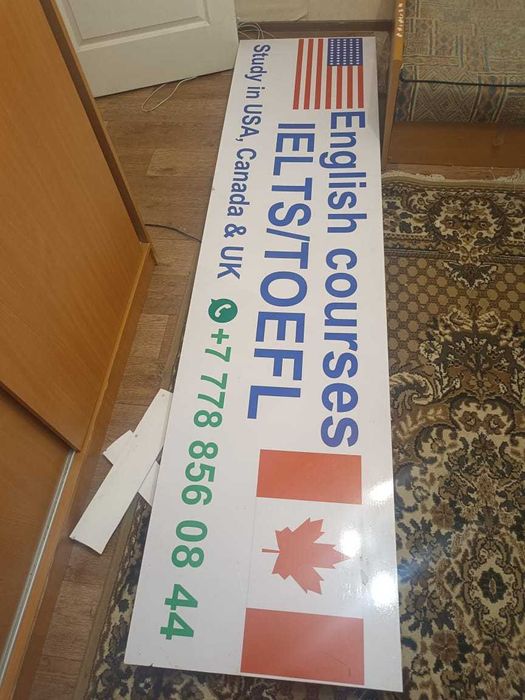 English courses
IELTS/TOEFL
Study in USA, Canada & UK
+7 778 856 08 44